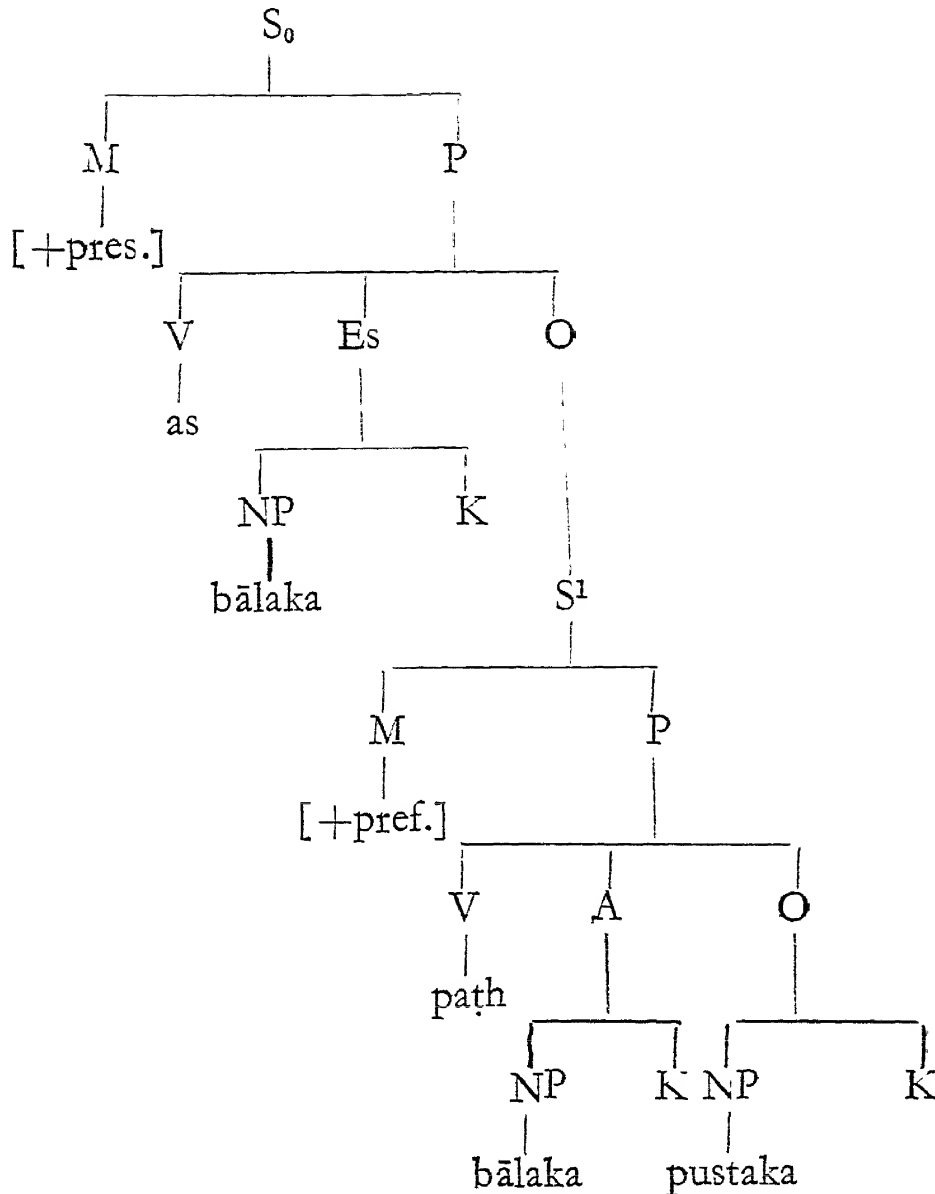 S₀
M P
[+pres.]
V Es O
as
NP K
bālaka
S¹
M P
[+pref.]
V A O
paṭh
NP K NP K
bālaka pustaka